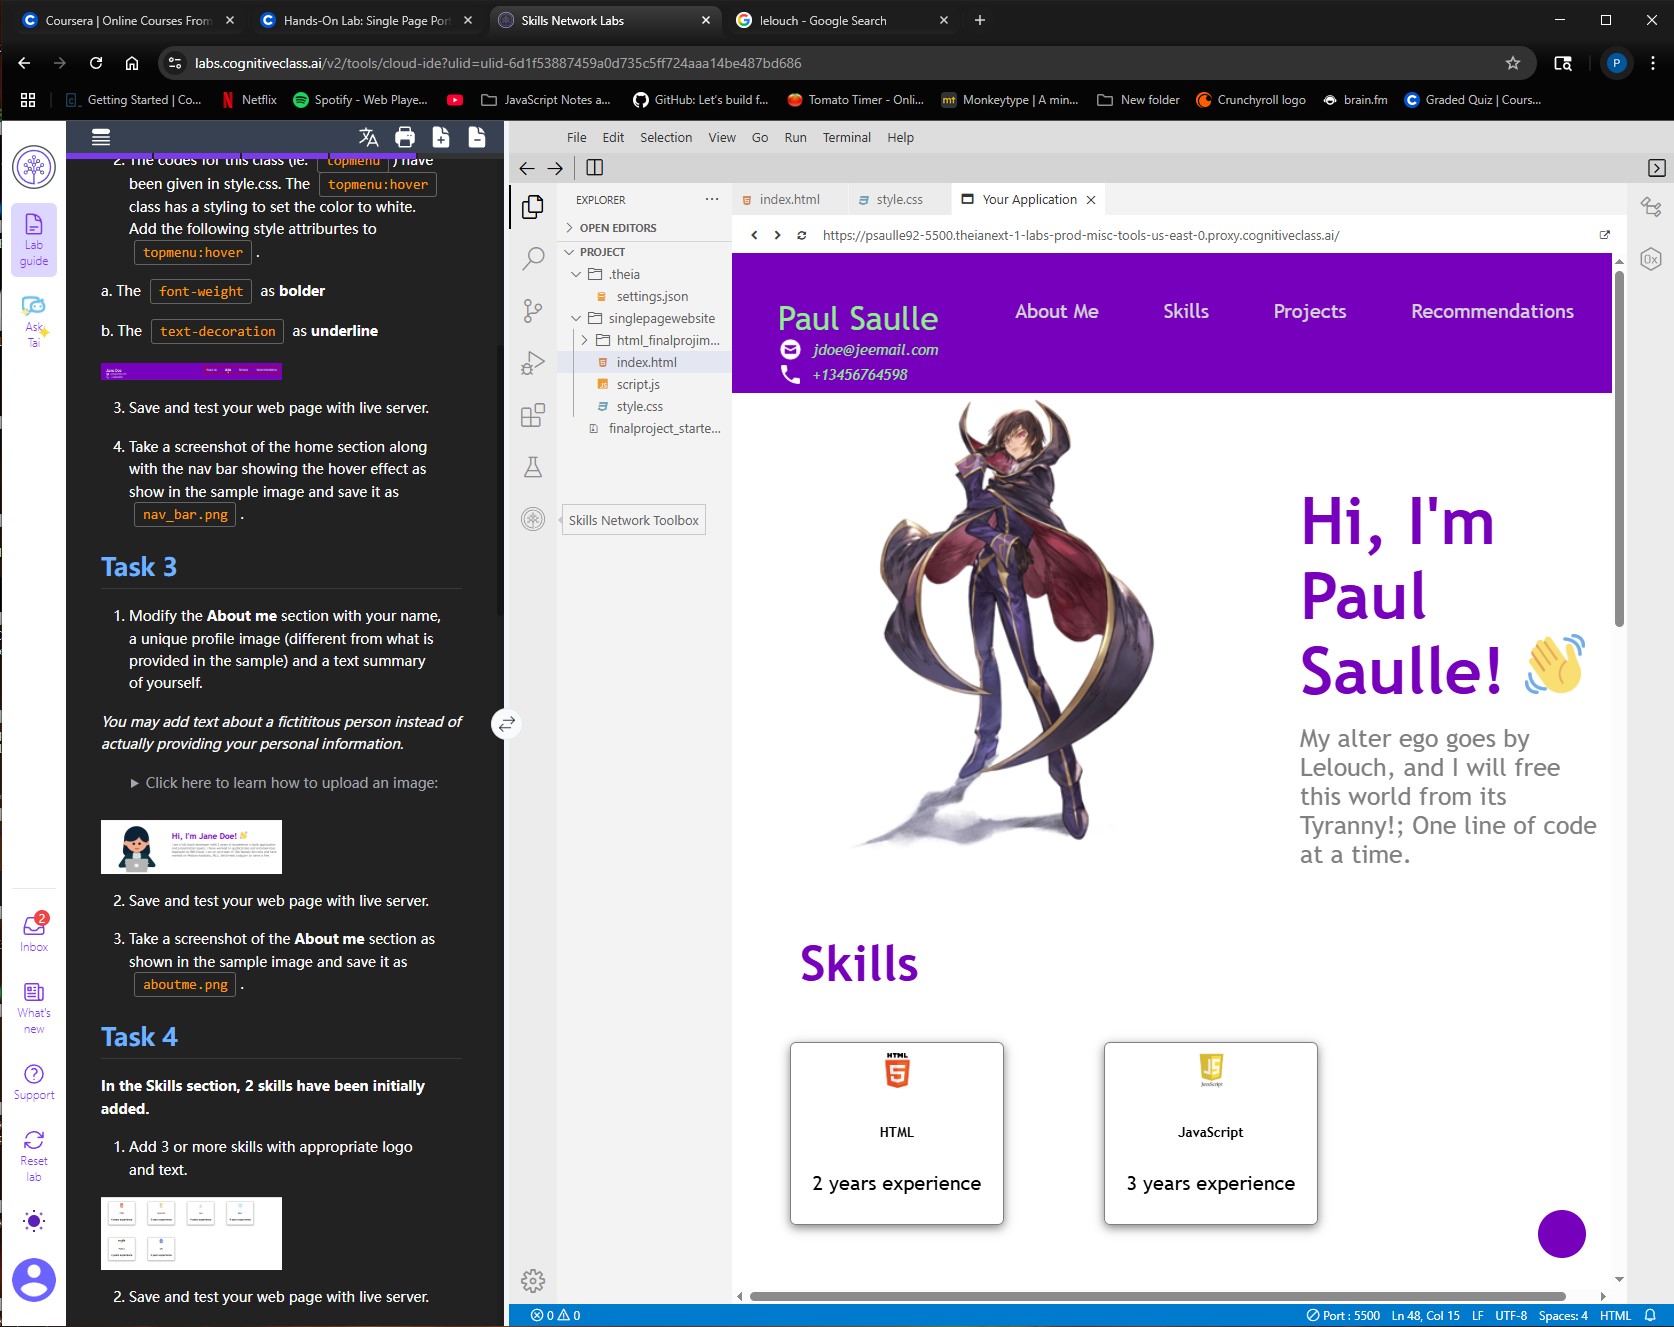 Coursera | Online Courses From
Hands-On Lab: Single Page Por
Skills Network Labs
lelouch - Google Search
labs.cognitiveclass.ai/v2/tools/cloud-ide?ulid=ulid-6d1f53887459a0d735c5ff724aaa14be487bd686
P
Getting Started | Co...
Netflix
Spotify - Web Playe...
JavaScript Notes a...
GitHub: Let's build f...
Tomato Timer - Onli...
mt
Monkeytype | A min...
New folder
Crunchyroll logo
brain.fm
Graded Quiz | Cours...
Lab
guide
Ask
Tai
2
Inbox
What's
new
Support
Reset
lab
2. The codes for this class (ie. topmenu ) have
been given in style.css. The topmenu:hover
class has a styling to set the color to white.
Add the following style attriburtes to
topmenu:hover .
a. The font-weight as bolder
b. The text-decoration as underline
3. Save and test your web page with live server.
4. Take a screenshot of the home section along
with the nav bar showing the hover effect as
show in the sample image and save it as
nav_bar.png .
Task 3
1. Modify the About me section with your name,
a unique profile image (different from what is
provided in the sample) and a text summary
of yourself.
You may add text about a fictititous person instead of
actually providing your personal information.
Click here to learn how to upload an image:
Hi, I'm Jane Doe!
2. Save and test your web page with live server.
3. Take a screenshot of the About me section as
shown in the sample image and save it as
aboutme.png .
Task 4
In the Skills section, 2 skills have been initially
added.
1. Add 3 or more skills with appropriate logo
and text.
2. Save and test your web page with live server.
File Edit Selection View Go Run Terminal Help
EXPLORER
OPEN EDITORS
PROJECT
.theia
settings.json
singlepagewebsite
html_finalprojim...
index.html
script.js
style.css
finalproject_starte...
Skills Network Toolbox
index.html
style.css
Your Application
https://psaulle92-5500.theianext-1-labs-prod-misc-tools-us-east-0.proxy.cognitiveclass.ai/
0x
Paul Saulle
jdoe@jeemail.com
+13456764598
About Me
Skills
Projects
Recommendations
Hi, I'm
Paul
Saulle!
My alter ego goes by
Lelouch, and I will free
this world from its
Tyranny!; One line of code
at a time.
Skills
HTML
5
HTML
2 years experience
JS
JavaScript
JavaScript
3 years experience
0 0
Port : 5500
Ln 48, Col 15
LF
UTF-8
Spaces: 4
HTML